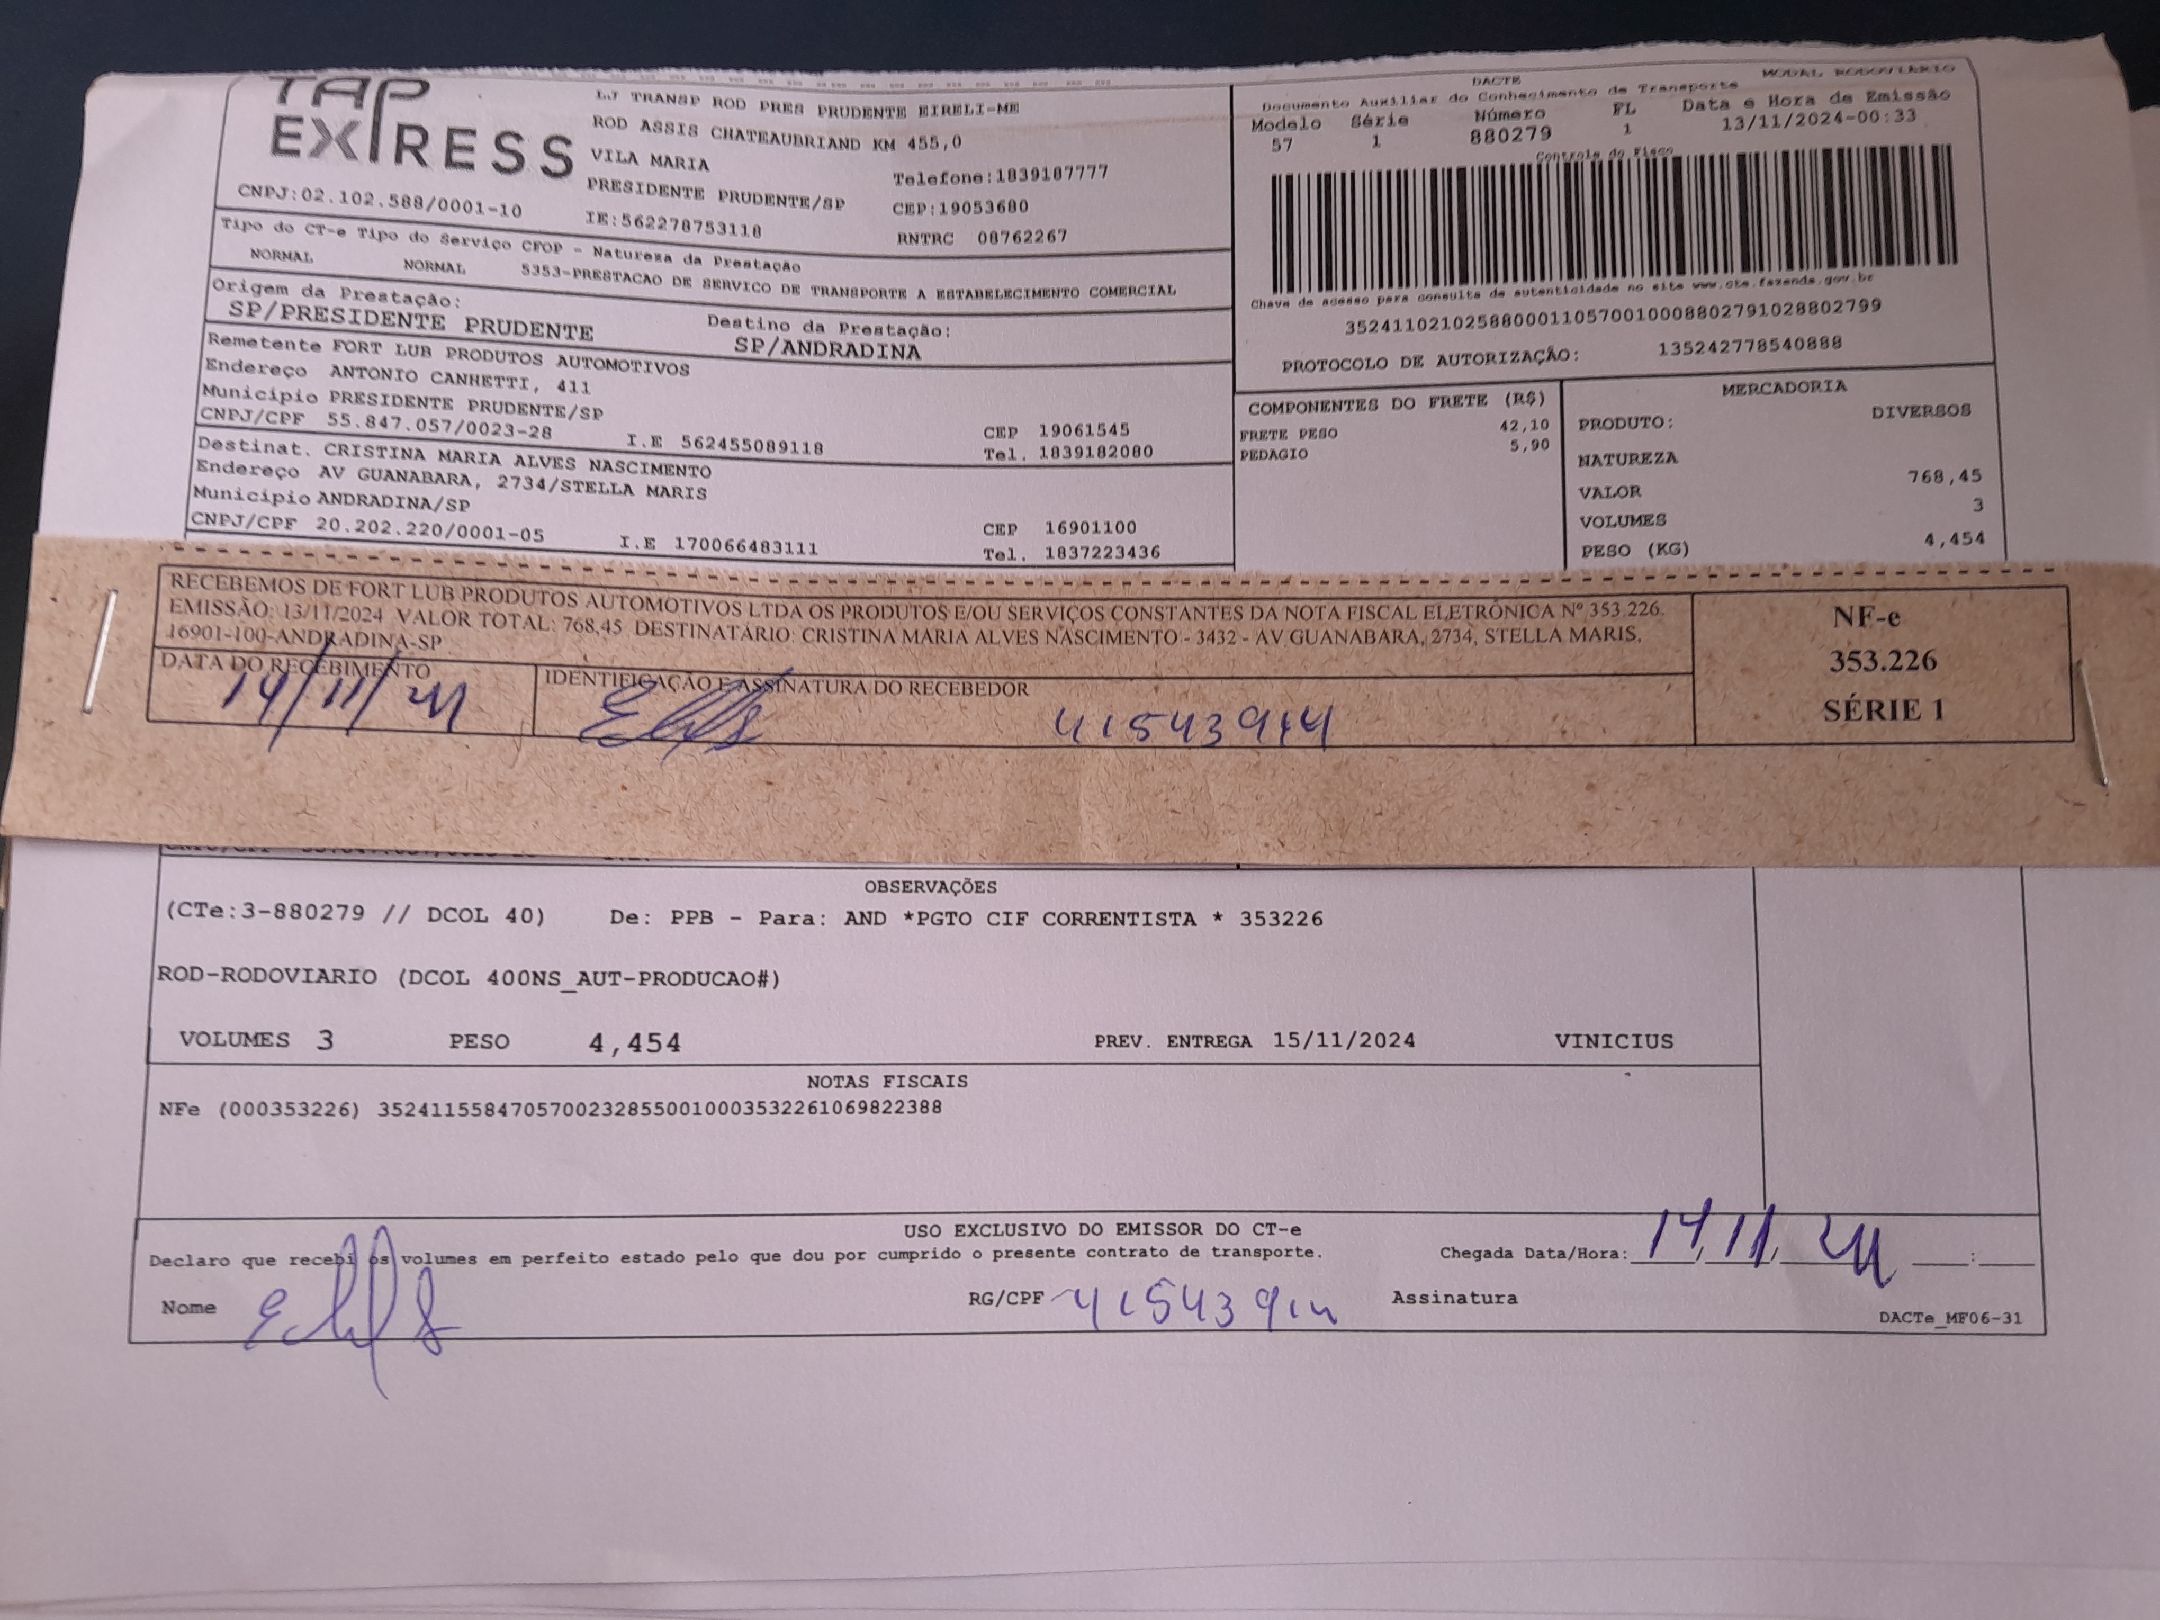 TAP
EXPRESS
CNPJ:02.102.588/0001-10
LJ TRANSP ROD PRES PRUDENTE EIRELI-ME
ROD ASSIS CHATEAUBRIAND KM 455,0
VILA MARIA
Telefone:1839187777
PRESIDENTE PRUDENTE/SP CEP:19053680
IE:562278753118 RNTRC 08762267
DACTE MODAL RODOVIARIO
Documento Auxiliar do Conhecimento de Transporte
Modelo Série Número FL Data e Hora de Emissão
57 1 880279 1 13/11/2024-00:33
Controle do Fisco
Chave de acesso para consulta de autenticidade no site www.cte.fazenda.gov.br
35241102102588000110570010008802791028802799
PROTOCOLO DE AUTORIZAÇÃO: 135242778540888
Tipo do CT-e Tipo do Serviço CFOP - Natureza da Prestação
NORMAL NORMAL 5353-PRESTACAO DE SERVICO DE TRANSPORTE A ESTABELECIMENTO COMERCIAL
Origem da Prestação: Destino da Prestação:
SP/PRESIDENTE PRUDENTE SP/ANDRADINA
Remetente FORT LUB PRODUTOS AUTOMOTIVOS
Endereço ANTONIO CANHETTI, 411
Município PRESIDENTE PRUDENTE/SP CEP 19061545
CNPJ/CPF 55.847.057/0023-28 I.E 562455089118 Tel. 1839182080
Destinat. CRISTINA MARIA ALVES NASCIMENTO
Endereço AV GUANABARA, 2734/STELLA MARIS
Município ANDRADINA/SP CEP 16901100
CNPJ/CPF 20.202.220/0001-05 I.E 170066483111 Tel. 1837223436
COMPONENTES DO FRETE (R$)
FRETE PESO 42,10
PEDAGIO 5,90
MERCADORIA
PRODUTO: DIVERSOS
NATUREZA
VALOR 768,45
VOLUMES 3
PESO (KG) 4,454
RECEBEMOS DE FORT LUB PRODUTOS AUTOMOTIVOS LTDA OS PRODUTOS E/OU SERVIÇOS CONSTANTES DA NOTA FISCAL ELETRÔNICA Nº 353.226.
EMISSÃO: 13/11/2024 VALOR TOTAL: 768,45 DESTINATÁRIO: CRISTINA MARIA ALVES NASCIMENTO - 3432 - AV GUANABARA, 2734, STELLA MARIS,
16901-100-ANDRADINA-SP
DATA DO RECEBIMENTO
14/11/24
IDENTIFICAÇÃO E ASSINATURA DO RECEBEDOR
NF-e
353.226
SÉRIE 1
OBSERVAÇÕES
(CTe:3-880279 // DCOL 40) De: PPB - Para: AND *PGTO CIF CORRENTISTA * 353226
ROD-RODOVIARIO (DCOL 400NS_AUT-PRODUCAO#)
VOLUMES 3 PESO 4,454 PREV. ENTREGA 15/11/2024 VINICIUS
NOTAS FISCAIS
NFe (000353226) 35241155847057002328550010003532261069822388
USO EXCLUSIVO DO EMISSOR DO CT-e
Declaro que recebi os volumes em perfeito estado pelo que dou por cumprido o presente contrato de transporte.
Chegada Data/Hora: 14/11/24 :
Nome RG/CPF Assinatura
DACTe_MF06-31